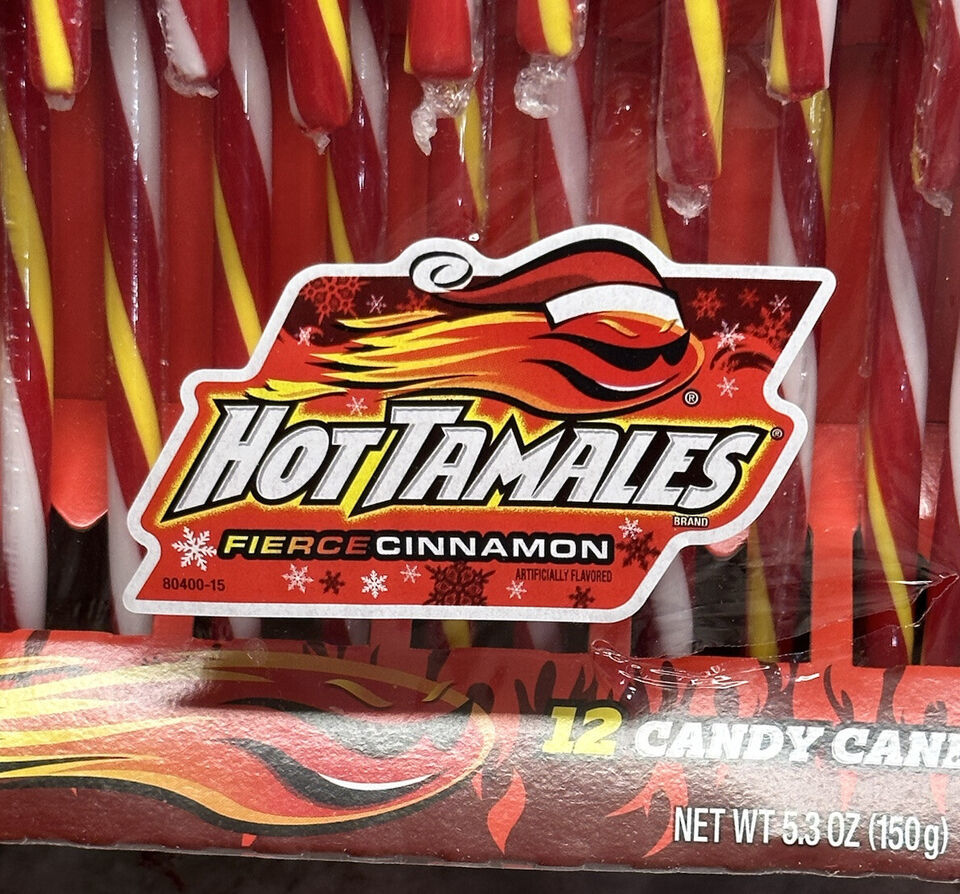 ®
HOT TAMALES®
BRAND
FIERCE CINNAMON
ARTIFICIALLY FLAVORED
80400-15
12 CANDY CANE
NET WT 5.3 OZ (150g)